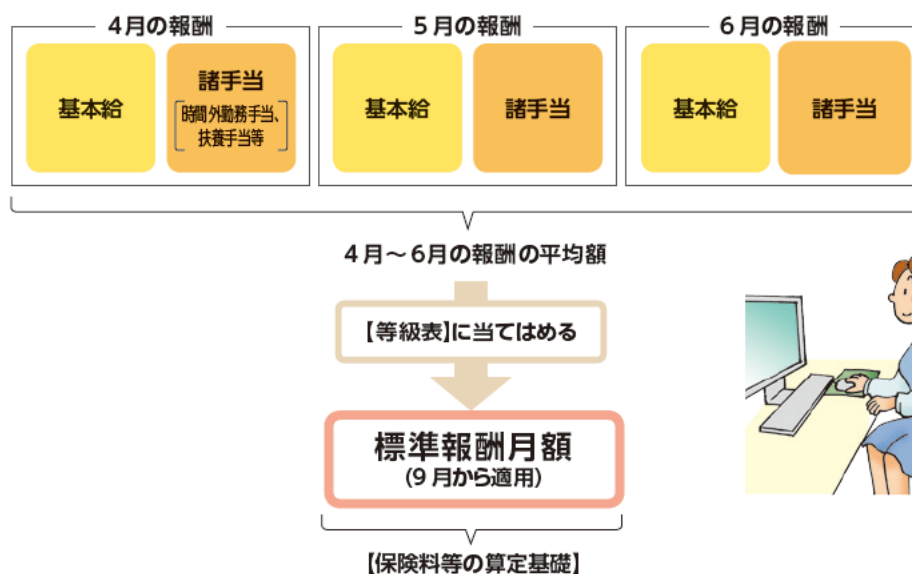 4月の報酬
基本給
諸手当
時間外勤務手当、
扶養手当等
5月の報酬
基本給
諸手当
6月の報酬
基本給
諸手当
4月～6月の報酬の平均額
【等級表】に当てはめる
標準報酬月額
(9月から適用)
【保険料等の算定基礎】